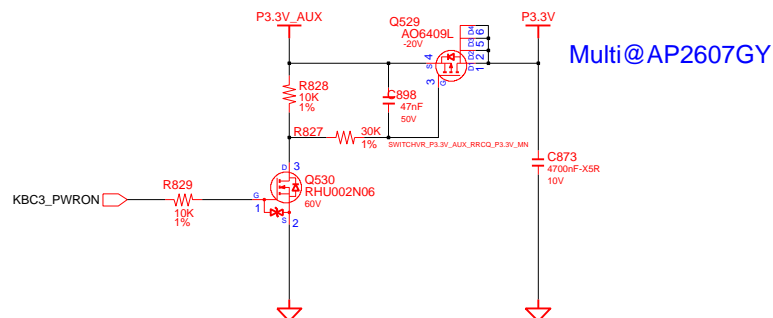 P3.3V_AUX
Q529
AO6409L
-20V
D4 6
D3 5
D2 2
D1 1
4
S
G
3
P3.3V
Multi@AP2607GY
R828
10K
1%
C898
47nF
50V
R827
30K
1%
SWITCHVR_P3.3V_AUX_RRCQ_P3.3V_MN
C873
4700nF-X5R
10V
D
3
Q530
RHU002N06
60V
R829
KBC3_PWRON
10K
1%
G
1
S
2